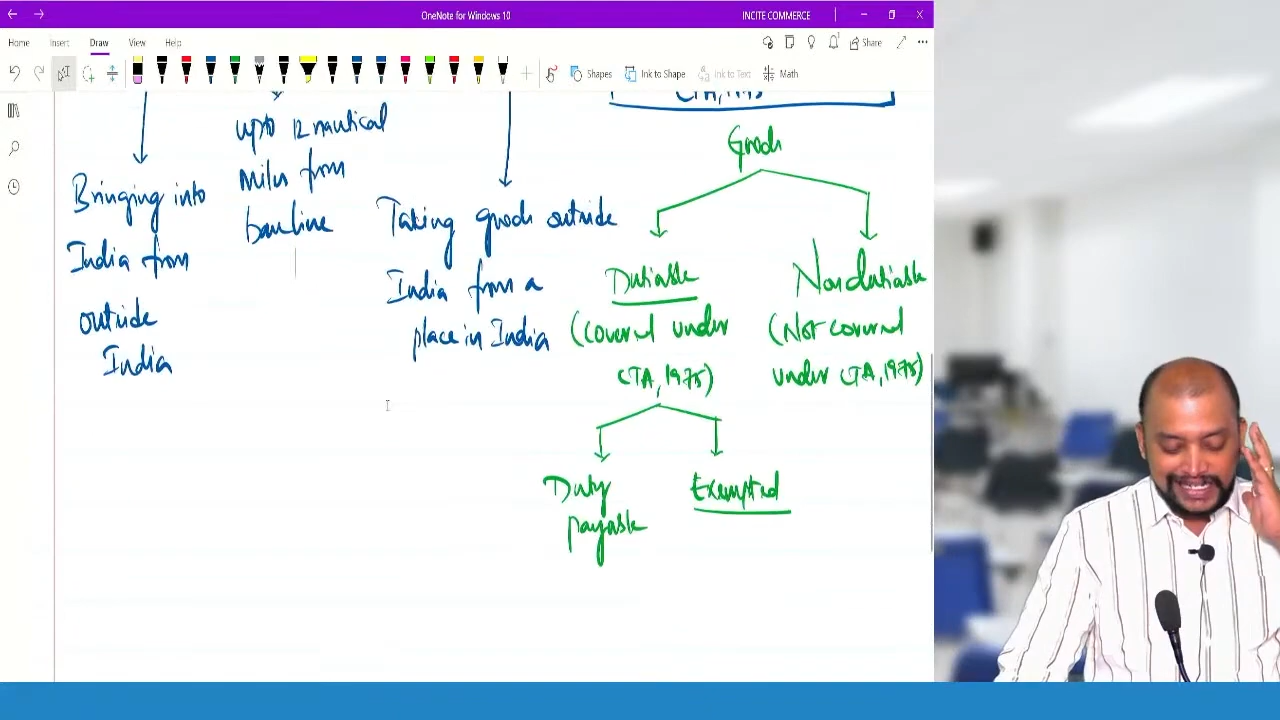 OneNote for Windows 10
INCITE COMMERCE
Home
Insert
Draw
View
Help
Share
Shapes
Ink to Shape
Ink to Text
Math
CTA, 1975
upto 12 nautical
miles from
baseline
Bringing into
India from
outside
India
Taking goods outside
India from a
place in India
Goods
Dutiable
(Covered under
CTA, 1975)
Non dutiable
(Not covered
under CTA, 1975)
Duty
payable
Exempted